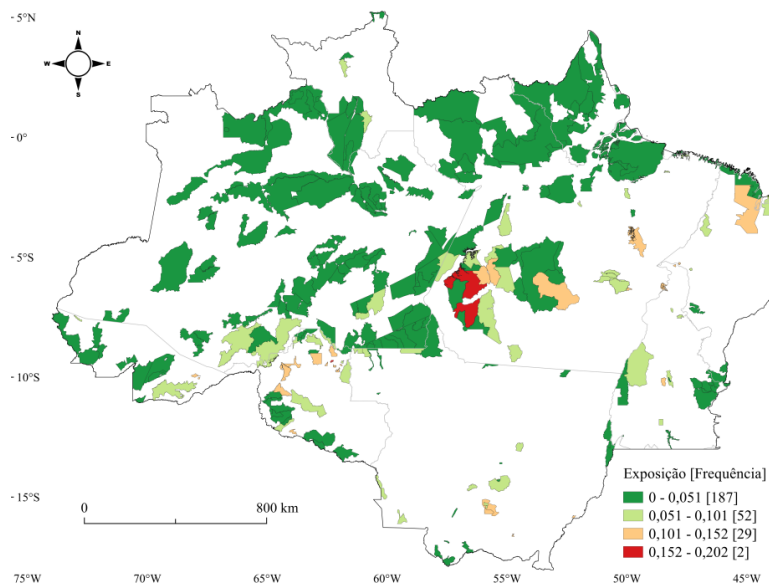 5°N
N
W E
S
0°
5°S
10°S
15°S
Exposição [Frequência]
0 - 0,051 [187]
0,051 - 0,101 [52]
0,101 - 0,152 [29]
0,152 - 0,202 [2]
0 800 km
75°W 70°W 65°W 60°W 55°W 50°W 45°W